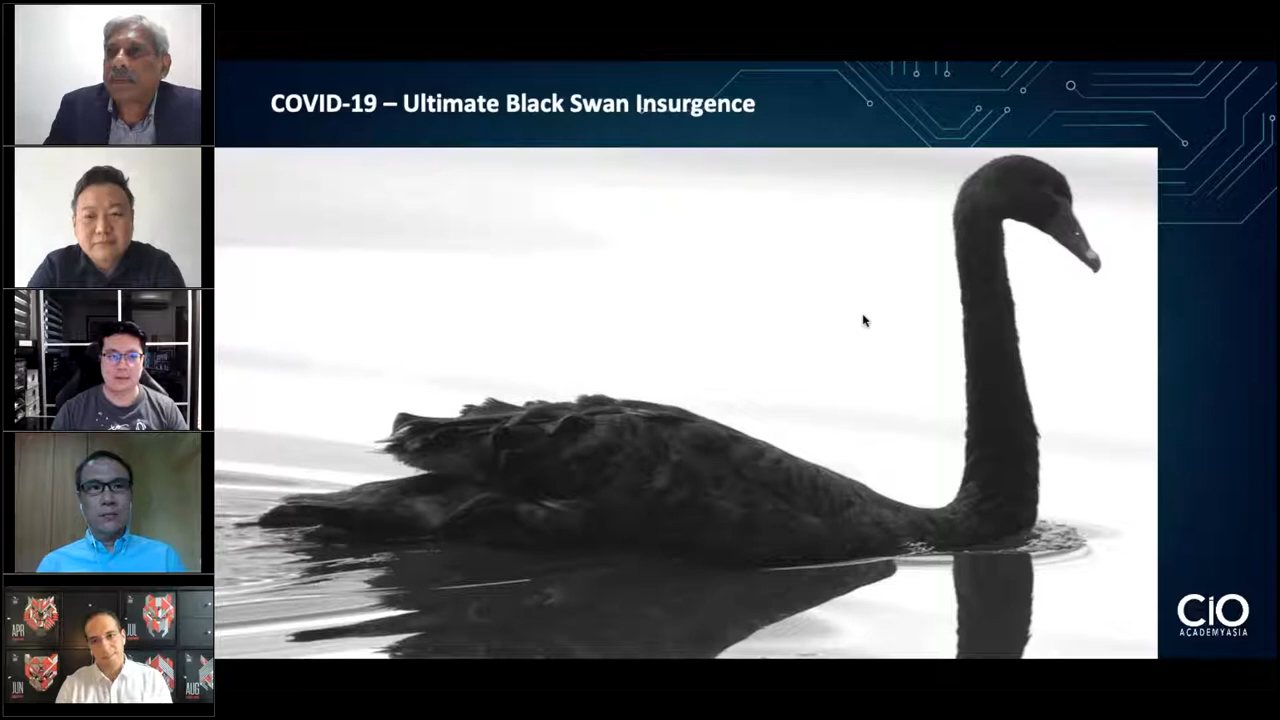 COVID-19 – Ultimate Black Swan Insurgence
CiO
ACADEMYASIA
APR
JUL
JUN
AUG